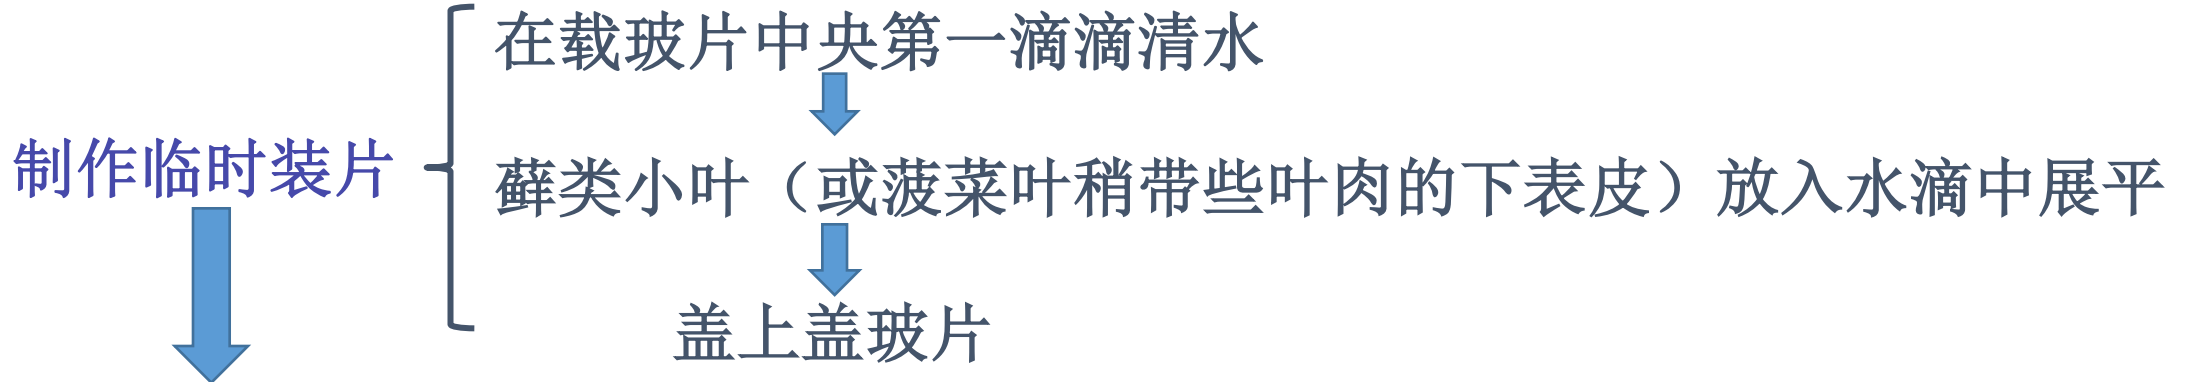 在载玻片中央第一滴滴清水
制作临时装片
藓类小叶（或菠菜叶稍带些叶肉的下表皮）放入水滴中展平
盖上盖玻片